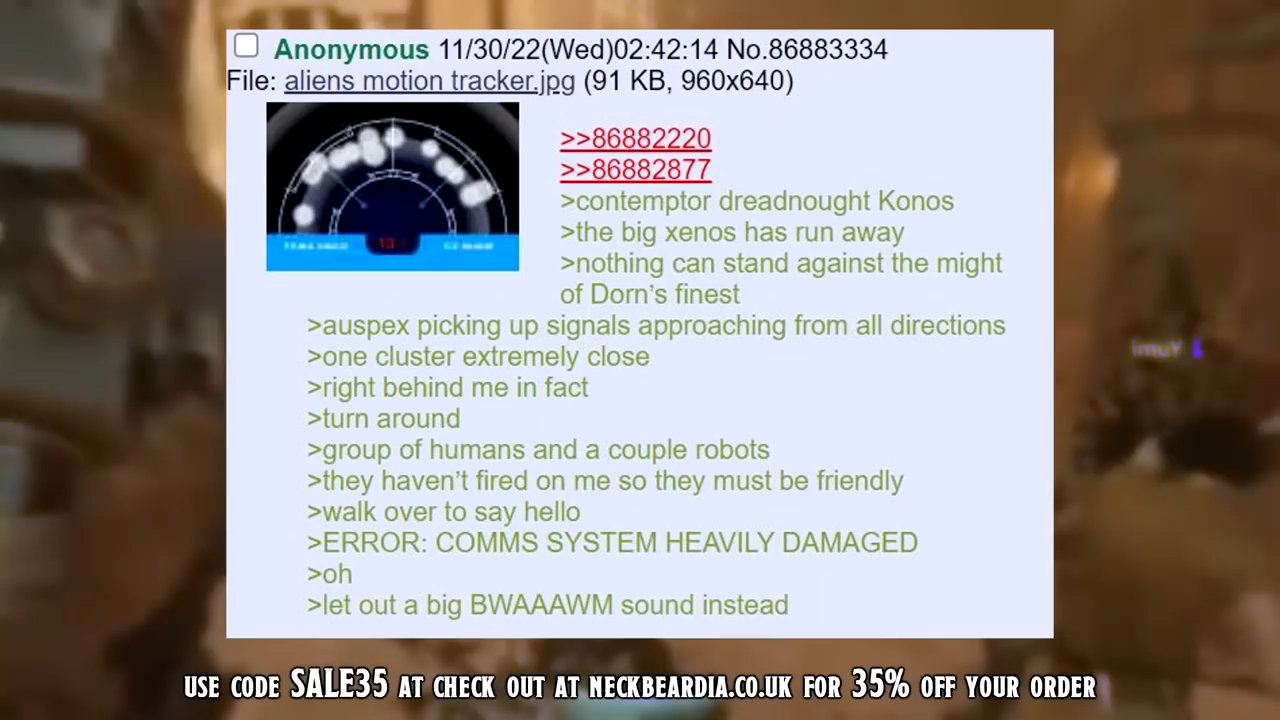 Anonymous 11/30/22(Wed)02:42:14 No.86883334
File: aliens motion tracker.jpg (91 KB, 960x640)
>>86882220
>>86882877
>contemptor dreadnought Konos
>the big xenos has run away
>nothing can stand against the might
of Dorn’s finest
>auspex picking up signals approaching from all directions
>one cluster extremely close
>right behind me in fact
>turn around
>group of humans and a couple robots
>they haven’t fired on me so they must be friendly
>walk over to say hello
>ERROR: COMMS SYSTEM HEAVILY DAMAGED
>oh
>let out a big BWAAAWM sound instead
USE CODE SALE35 AT CHECK OUT AT NECKBEARDIA.CO.UK FOR 35% OFF YOUR ORDER